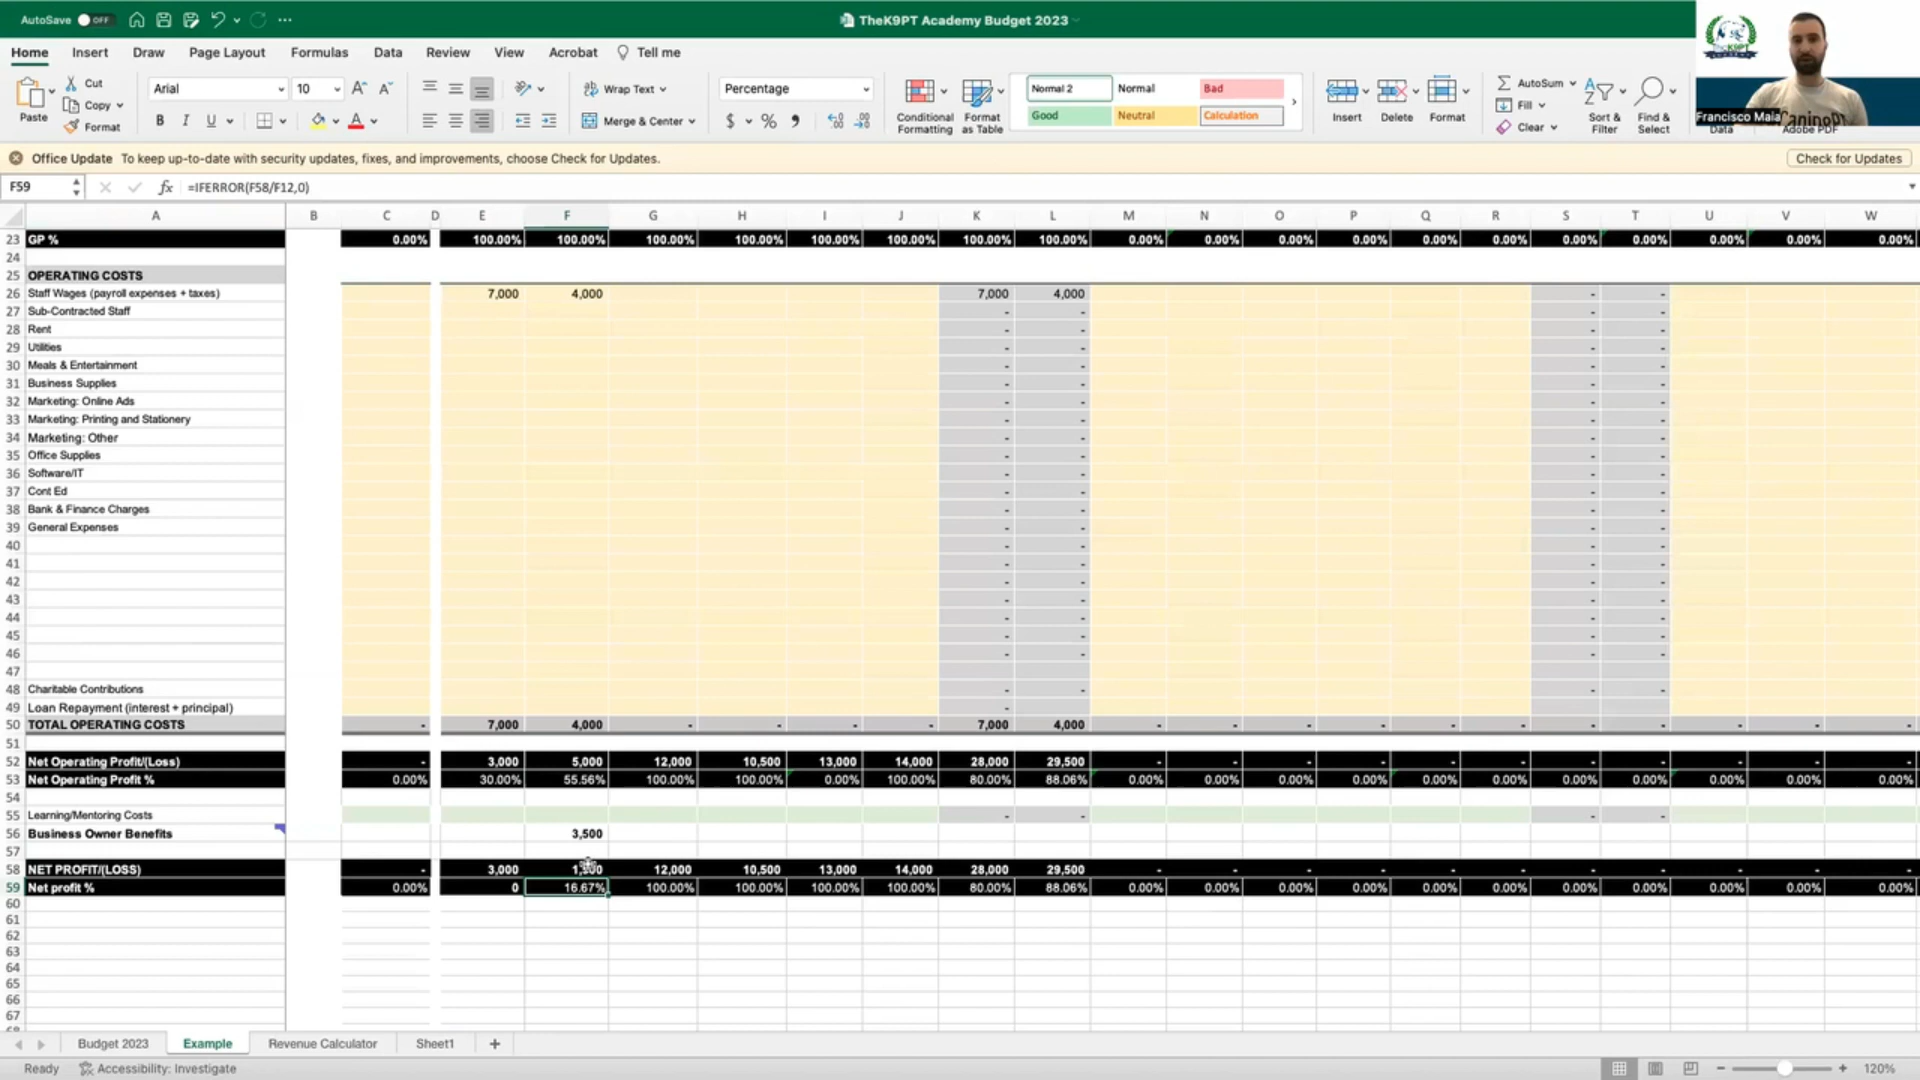 AutoSave OFF TheK9PT Academy Budget 2023
Home Insert Draw Page Layout Formulas Data Review View Acrobat Tell me
Paste Cut Copy Format Arial 10 Wrap Text Merge & Center Percentage Conditional Formatting Format as Table Normal 2 Normal Bad Good Neutral Calculation Insert Delete Format AutoSum Fill Clear Sort & Filter Find & Select Data Adobe PDF
Francisco Maia
Office Update To keep up-to-date with security updates, fixes, and improvements, choose Check for Updates. Check for Updates
F59 fx =IFERROR(F58/F12,0)
A B C D E F G H I J K L M N O P Q R S T U V W
23 GP % 0.00% 100.00% 100.00% 100.00% 100.00% 100.00% 100.00% 100.00% 100.00% 0.00% 0.00% 0.00% 0.00% 0.00% 0.00% 0.00% 0.00% 0.00% 0.00% 0.00%
24
25 OPERATING COSTS
26 Staff Wages (payroll expenses + taxes) 7,000 4,000 7,000 4,000 - -
27 Sub-Contracted Staff - - - -
28 Rent - - - -
29 Utilities - - - -
30 Meals & Entertainment - - - -
31 Business Supplies - - - -
32 Marketing: Online Ads - - - -
33 Marketing: Printing and Stationery - - - -
34 Marketing: Other - - - -
35 Office Supplies - - - -
36 Software/IT - - - -
37 Cont Ed - - - -
38 Bank & Finance Charges - - - -
39 General Expenses - - - -
40 - - - -
41 - - - -
42 - - - -
43 - - - -
44 - - - -
45 - - - -
46 - - - -
47
48 Charitable Contributions - - - -
49 Loan Repayment (interest + principal) -
50 TOTAL OPERATING COSTS - 7,000 4,000 - - - - 7,000 4,000 - - - - - - - - - - -
51
52 Net Operating Profit/(Loss) - 3,000 5,000 12,000 10,500 13,000 14,000 28,000 29,500 - - - - - - - - - - -
53 Net Operating Profit % 0.00% 30.00% 55.56% 100.00% 100.00% 0.00% 100.00% 80.00% 88.06% 0.00% 0.00% 0.00% 0.00% 0.00% 0.00% 0.00% 0.00% 0.00% 0.00% 0.00%
54
55 Learning/Mentoring Costs - - - -
56 Business Owner Benefits 3,500
57
58 NET PROFIT/(LOSS) - 3,000 12,000 10,500 13,000 14,000 28,000 29,500 - - - - - - - - - - -
59 Net profit % 0.00% 0 16.67% 100.00% 100.00% 100.00% 100.00% 80.00% 88.06% 0.00% 0.00% 0.00% 0.00% 0.00% 0.00% 0.00% 0.00% 0.00% 0.00% 0.00%
60
61
62
63
64
65
66
67
Budget 2023 Example Revenue Calculator Sheet1 +
Ready Accessibility: Investigate 120%